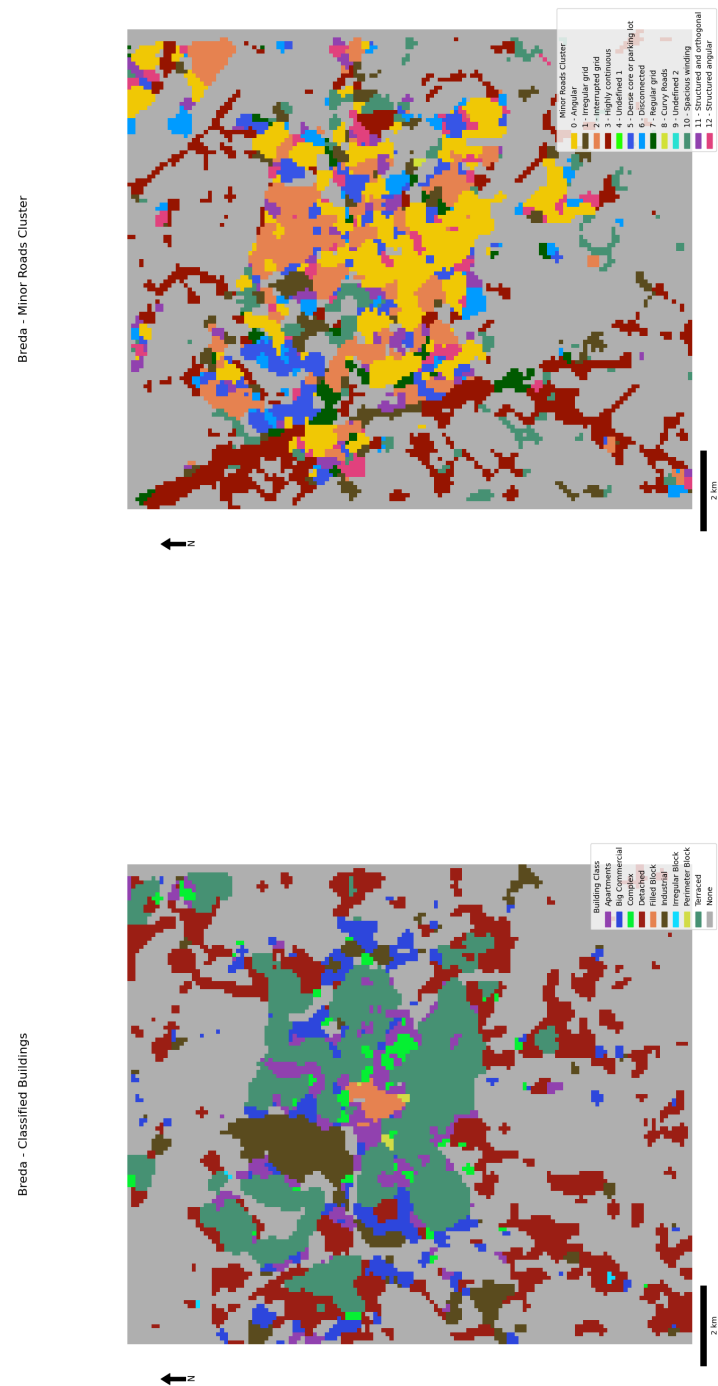 Breda - Minor Roads Cluster
Minor Roads Cluster
0 - Angular
1 - Irregular grid
2 - Interrupted grid
3 - Highly continuous
4 - Undefined 1
5 - Dense core or parking lot
6 - Disconnected
7 - Regular grid
8 - Curvy Roads
9 - Undefined 2
10 - Spacious winding
11 - Structured and orthogonal
12 - Structured angular
N
2 km
Breda - Classified Buildings
Building Class
Apartments
Big Commercial
Complex
Detached
Filled Block
Industrial
Irregular Block
Perimeter Block
Terraced
None
N
2 km